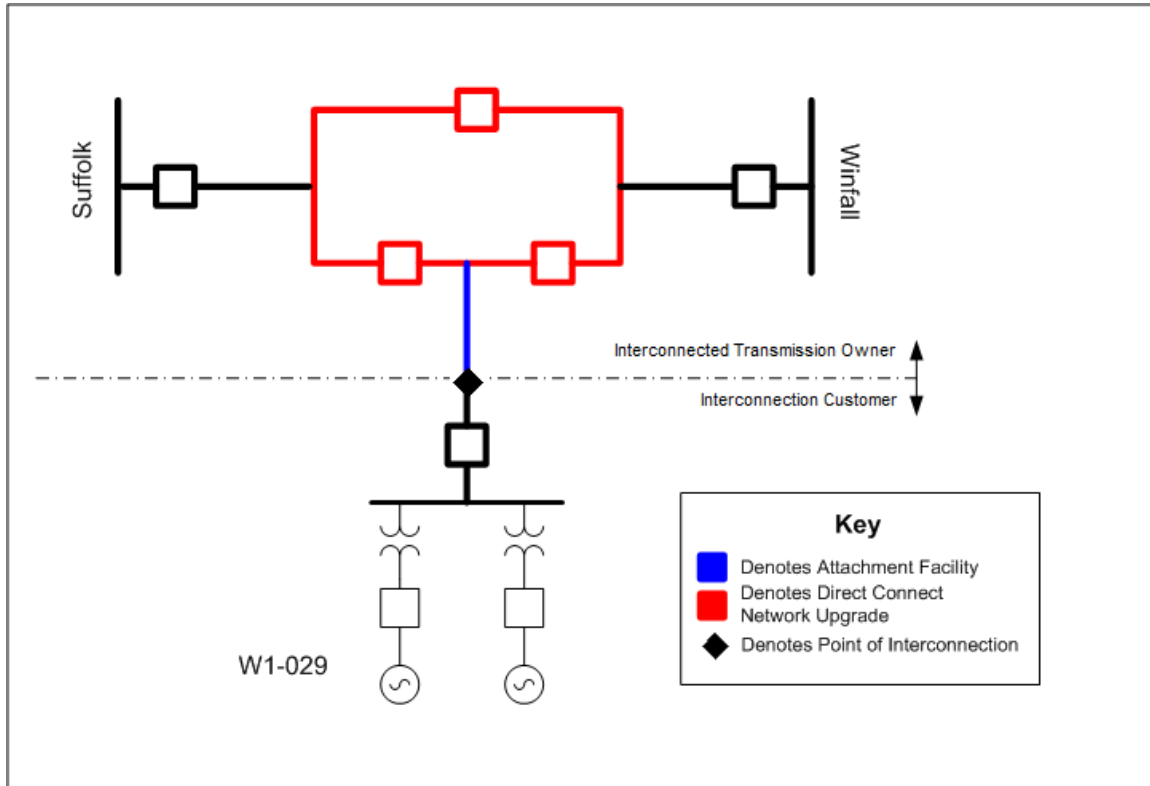 Suffolk
Winfall
Interconnected Transmission Owner
Interconnection Customer
Key
Denotes Attachment Facility
Denotes Direct Connect
Network Upgrade
Denotes Point of Interconnection
W1-029